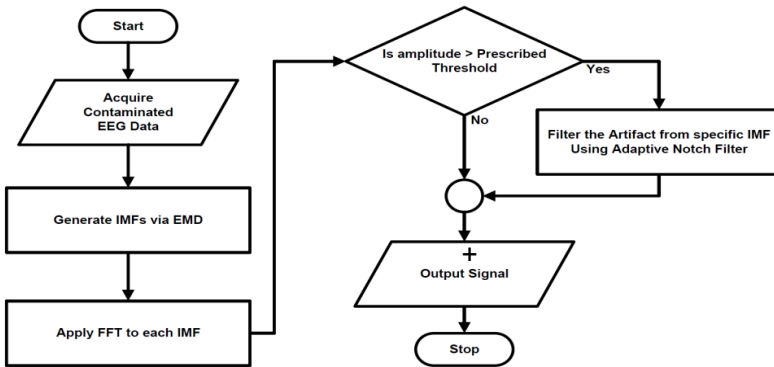 Start
Acquire
Contaminated
EEG Data
Generate IMFs via EMD
Apply FFT to each IMF
Is amplitude > Prescribed
Threshold
Yes
No
Filter the Artifact from specific IMF
Using Adaptive Notch Filter
+
Output Signal
Stop